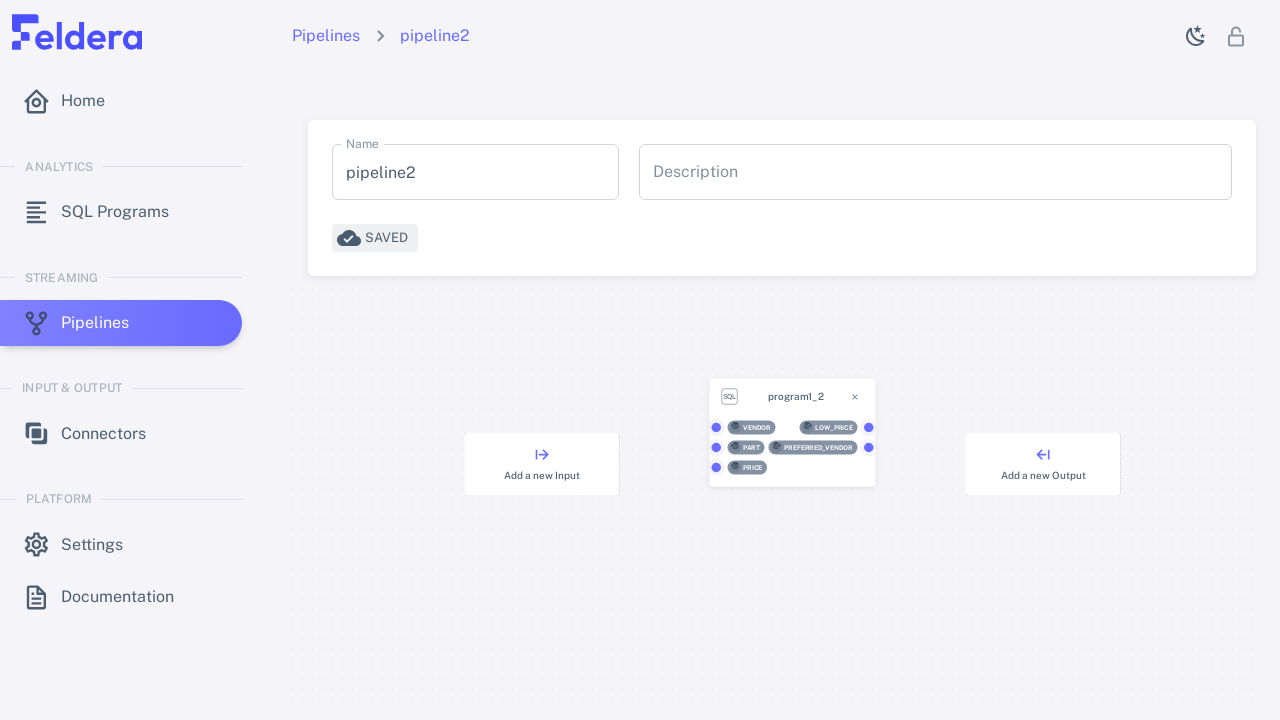 Feldera
Pipelines
pipeline2
Home
ANALYTICS
SQL Programs
STREAMING
Pipelines
INPUT & OUTPUT
Connectors
PLATFORM
Settings
Documentation
Name
pipeline2
Description
SAVED
Add a new Input
SQL program1_2
VENDOR LOW_PRICE
PART PREFERRED_VENDOR
PRICE
Add a new Output